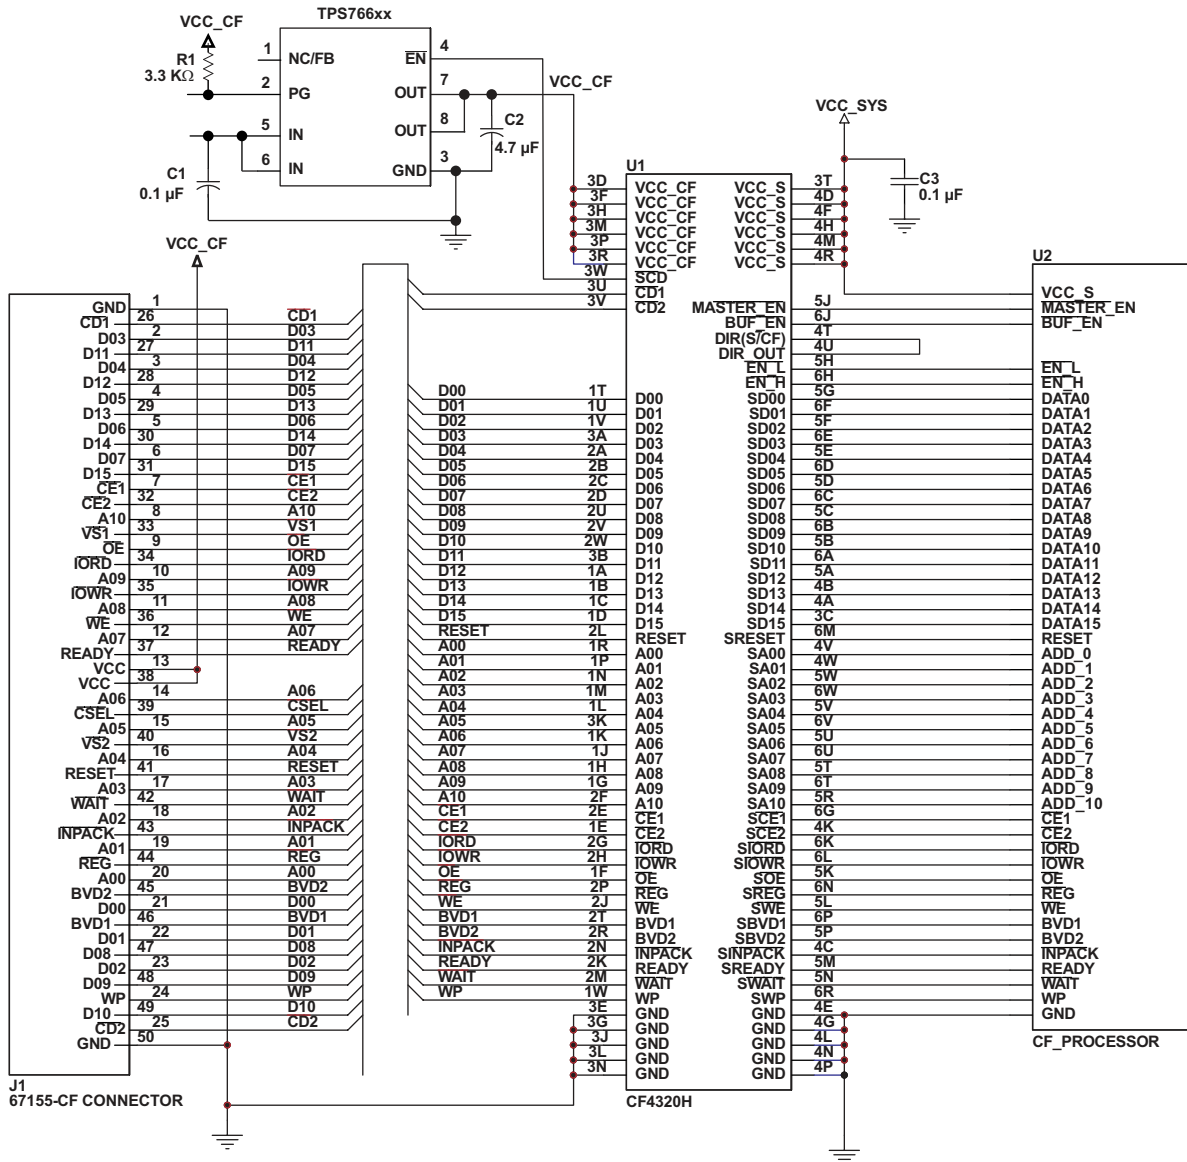 TPS766xx
VCC_CF
R1
3.3 KΩ
1 NC/FB EN 4
2 PG OUT 7
5 IN OUT 8
6 IN GND 3
C1
0.1 µF
C2
4.7 µF
VCC_CF
VCC_SYS
C3
0.1 µF
VCC_CF
GND 1
CD1 26 CD1
D03 2 D03
D11 27 D11
D04 3 D04
D12 28 D12
D05 4 D05
D13 29 D13
D06 5 D06
D14 30 D14
D07 6 D07
D15 31 D15
CE1 7 CE1
CE2 32 CE2
A10 8 A10
VS1 33 VS1
OE 9 OE
IORD 34 IORD
A09 10 A09
IOWR 35 IOWR
A08 11 A08
WE 36 WE
A07 12 A07
READY 37 READY
VCC 13
VCC 38
A06 14 A06
CSEL 39 CSEL
A05 15 A05
VS2 40 VS2
A04 16 A04
RESET 41 RESET
A03 17 A03
WAIT 42 WAIT
A02 18 A02
INPACK 43 INPACK
A01 19 A01
REG 44 REG
A00 20 A00
BVD2 45 BVD2
D00 21 D00
BVD1 46 BVD1
D01 22 D01
D08 47 D08
D02 23 D02
D09 48 D09
WP 24 WP
D10 49 D10
CD2 25 CD2
GND 50
J1
67155-CF CONNECTOR
U1
3D VCC_CF VCC_S 3T
3F VCC_CF VCC_S 4D
3H VCC_CF VCC_S 4F
3M VCC_CF VCC_S 4H
3P VCC_CF VCC_S 4M
3R VCC_CF VCC_S 4R
3W SCD
3U CD1
3V CD2 MASTER_EN 5J
BUF_EN 6J
DIR(S/CF) 4T
DIR_OUT 4U
EN_L 5H
EN_H 6H
D00 1T D00 SD00 5G
D01 1U D01 SD01 6F
D02 1V D02 SD02 5F
D03 3A D03 SD03 6E
D04 2A D04 SD04 5E
D05 2B D05 SD05 6D
D06 2C D06 SD06 5D
D07 2D D07 SD07 6C
D08 2U D08 SD08 5C
D09 2V D09 SD09 6B
D10 2W D10 SD10 5B
D11 3B D11 SD11 6A
D12 1A D12 SD12 5A
D13 1B D13 SD13 4B
D14 1C D14 SD14 4A
D15 1D D15 SD15 3C
RESET 2L RESET SRESET 6M
A00 1R A00 SA00 4V
A01 1P A01 SA01 4W
A02 1N A02 SA02 5W
A03 1M A03 SA03 6W
A04 1L A04 SA04 5V
A05 3K A05 SA05 6V
A06 1K A06 SA06 5U
A07 1J A07 SA07 6U
A08 1H A08 SA08 5T
A09 1G A09 SA09 6T
A10 2F A10 SA10 5R
CE1 2E CE1 SCE1 6G
CE2 1E CE2 SCE2 4K
IORD 2G IORD SIORD 6K
IOWR 2H IOWR SIOWR 6L
OE 1F OE SOE 5K
REG 2P REG SREG 6N
WE 2J WE SWE 5L
BVD1 2T BVD1 SBVD1 6P
BVD2 2R BVD2 SBVD2 5P
INPACK 2N INPACK SINPACK 4C
READY 2K READY SREADY 5M
WAIT 2M WAIT SWAIT 5N
WP 1W WP SWP 6R
3E GND GND 4E
3G GND GND 4G
3J GND GND 4L
3L GND GND 4N
3N GND GND 4P
CF4320H
U2
VCC_S
MASTER_EN
BUF_EN
EN_L
EN_H
DATA0
DATA1
DATA2
DATA3
DATA4
DATA5
DATA6
DATA7
DATA8
DATA9
DATA10
DATA11
DATA12
DATA13
DATA14
DATA15
RESET
ADD_0
ADD_1
ADD_2
ADD_3
ADD_4
ADD_5
ADD_6
ADD_7
ADD_8
ADD_9
ADD_10
CE1
CE2
IORD
IOWR
OE
REG
WE
BVD1
BVD2
INPACK
READY
WAIT
WP
GND
CF_PROCESSOR